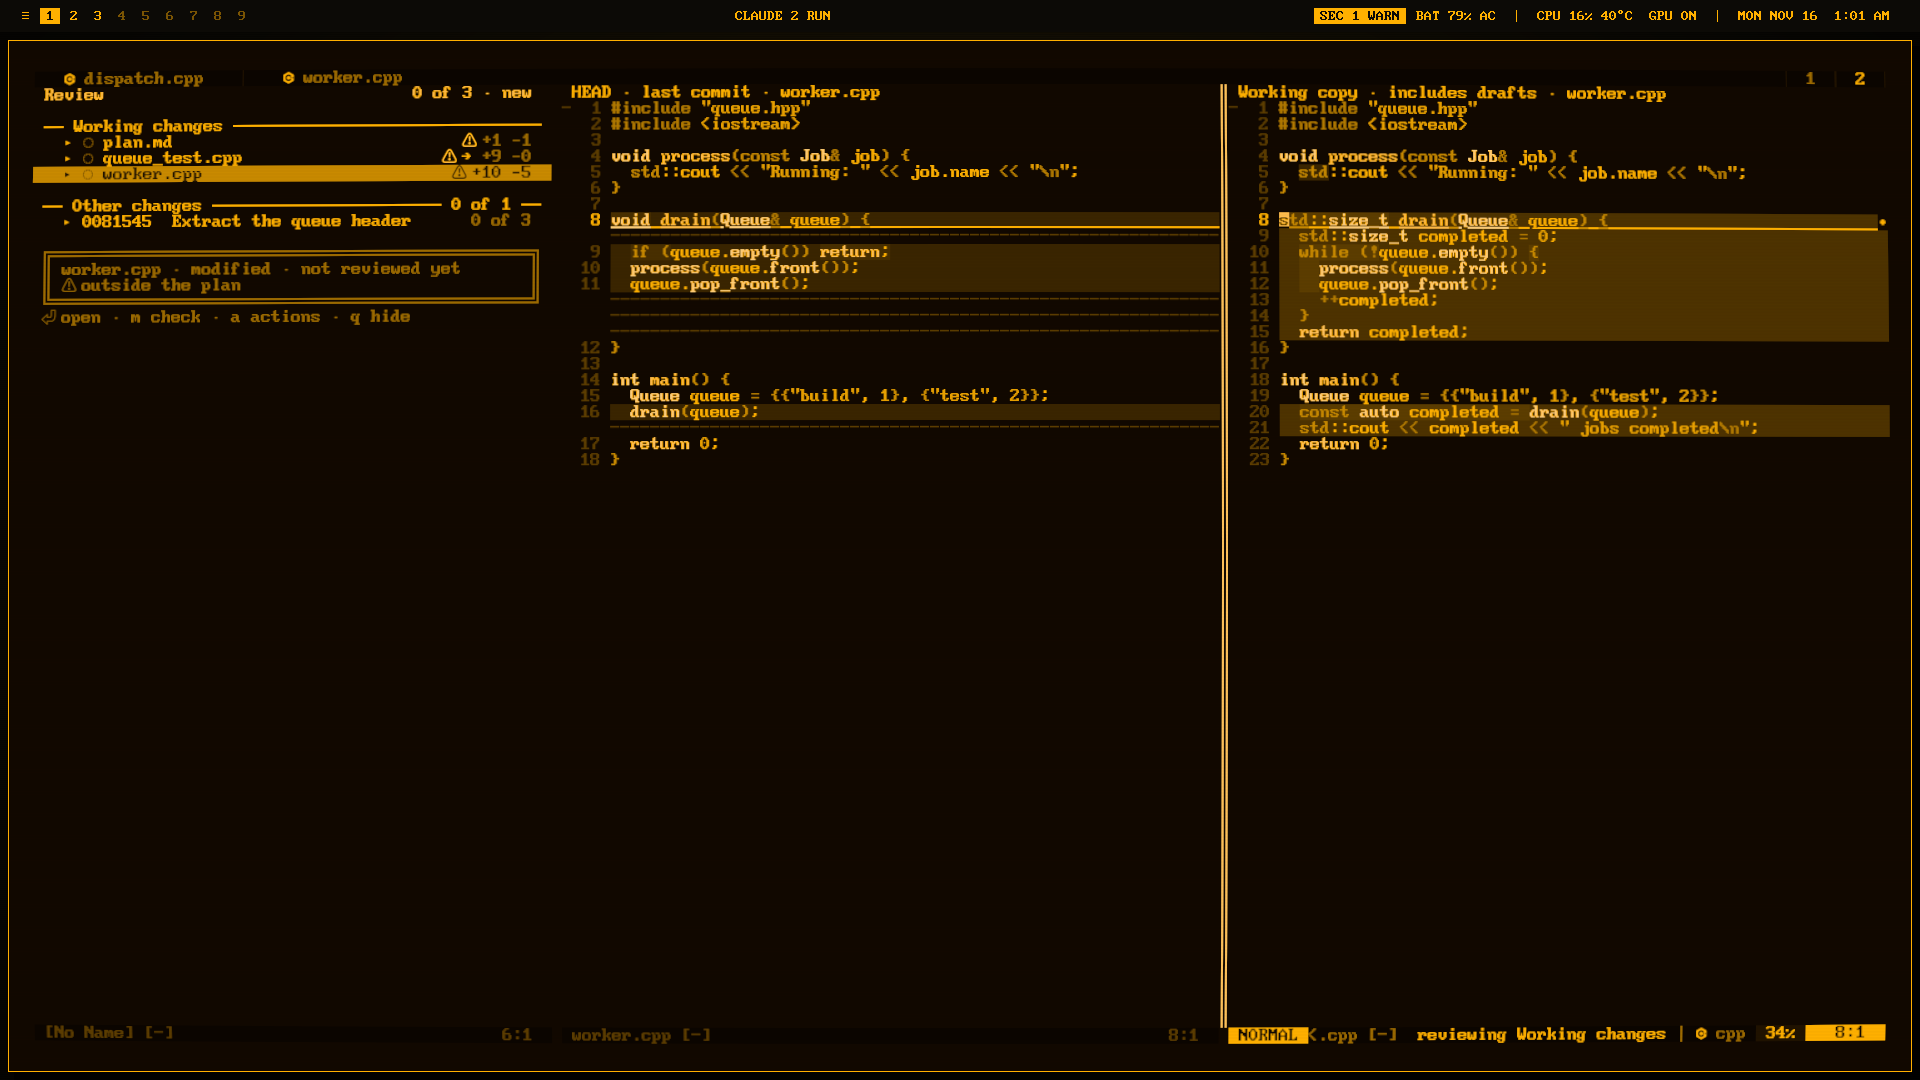 ≡ 1 2 3 4 5 6 7 8 9
CLAUDE 2 RUN
SEC 1 WARN BAT 79% AC | CPU 16% 40°C GPU ON | MON NOV 16 1:01 AM
dispatch.cpp worker.cpp 1 2
Review 0 of 3 · new
Working changes
▸ ○ plan.md ⚠ +1 -1
▸ ○ queue_test.cpp ⚠ ➜ +9 -0
▸ ○ worker.cpp ⚠ +10 -5
Other changes 0 of 1
▸ 0081545 Extract the queue header 0 of 3
worker.cpp · modified · not reviewed yet
⚠ outside the plan
⏎ open · m check · a actions · q hide
[No Name] [-] 6:1
HEAD · last commit · worker.cpp
1 #include "queue.hpp"
2 #include <iostream>
3
4 void process(const Job& job) {
5 std::cout << "Running: " << job.name << "\n";
6 }
7
8 void drain(Queue& queue) {
9 if (queue.empty()) return;
10 process(queue.front());
11 queue.pop_front();
12 }
13
14 int main() {
15 Queue queue = {{"build", 1}, {"test", 2}};
16 drain(queue);
17 return 0;
18 }
worker.cpp [-] 8:1
Working copy · includes drafts · worker.cpp
1 #include "queue.hpp"
2 #include <iostream>
3
4 void process(const Job& job) {
5 std::cout << "Running: " << job.name << "\n";
6 }
7
8 std::size_t drain(Queue& queue) {
9 std::size_t completed = 0;
10 while (!queue.empty()) {
11 process(queue.front());
12 queue.pop_front();
13 ++completed;
14 }
15 return completed;
16 }
17
18 int main() {
19 Queue queue = {{"build", 1}, {"test", 2}};
20 const auto completed = drain(queue);
21 std::cout << completed << " jobs completed\n";
22 return 0;
23 }
NORMAL <.cpp [-] reviewing Working changes | cpp 34% 8:1